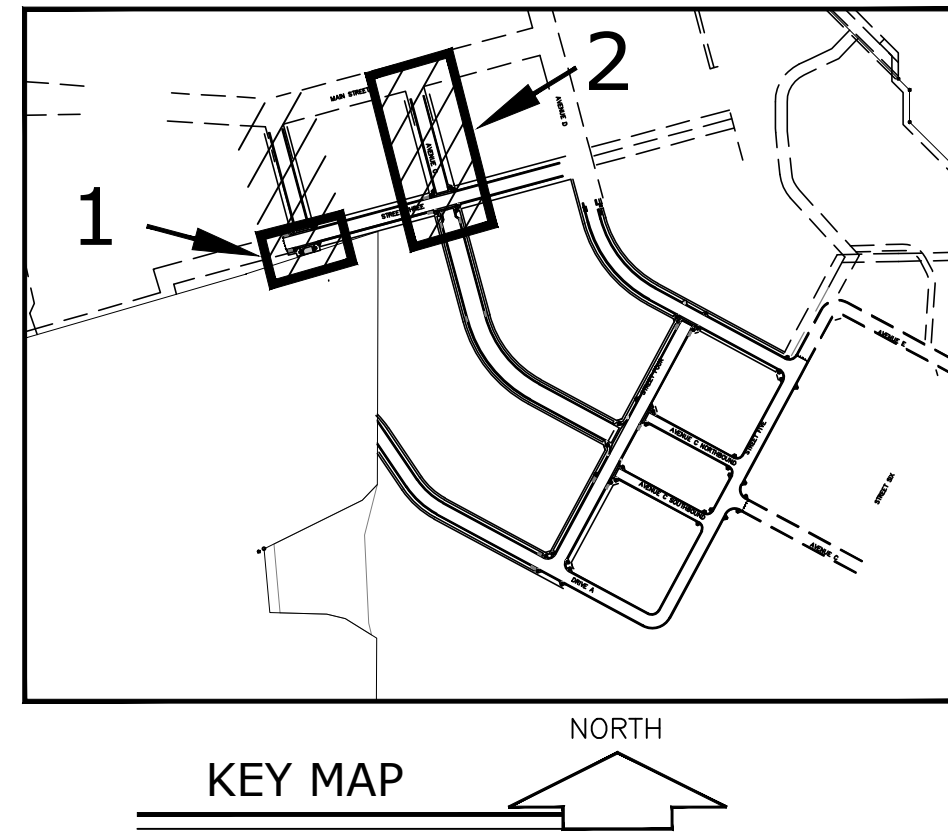 2
MAIN STREET
AVENUE D
AVENUE C
1
STREET THREE
AVENUE E
STREET FOUR
STREET FIVE
AVENUE C NORTHBOUND
AVENUE C SOUTHBOUND
STREET SIX
AVENUE C
DRIVE A
NORTH
KEY MAP